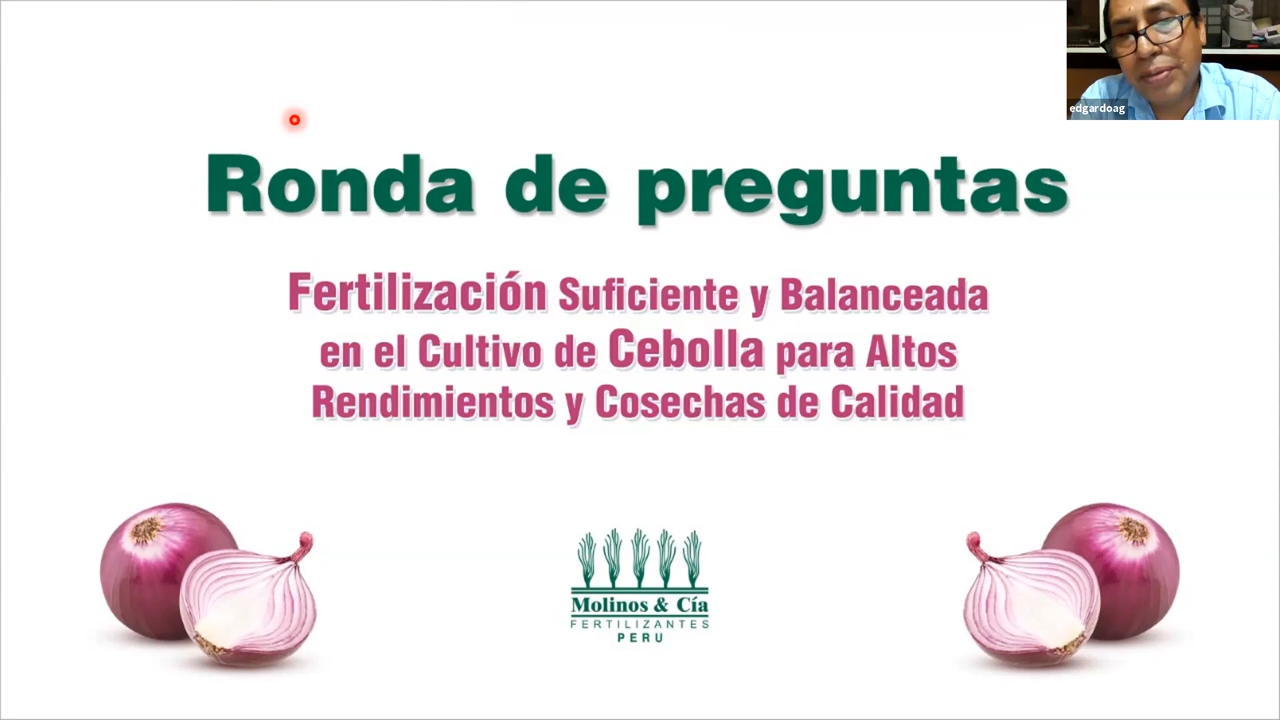 edgardoag
Ronda de preguntas
Fertilización Suficiente y Balanceada
en el Cultivo de Cebolla para Altos
Rendimientos y Cosechas de Calidad
Molinos & Cía
FERTILIZANTES
PERU